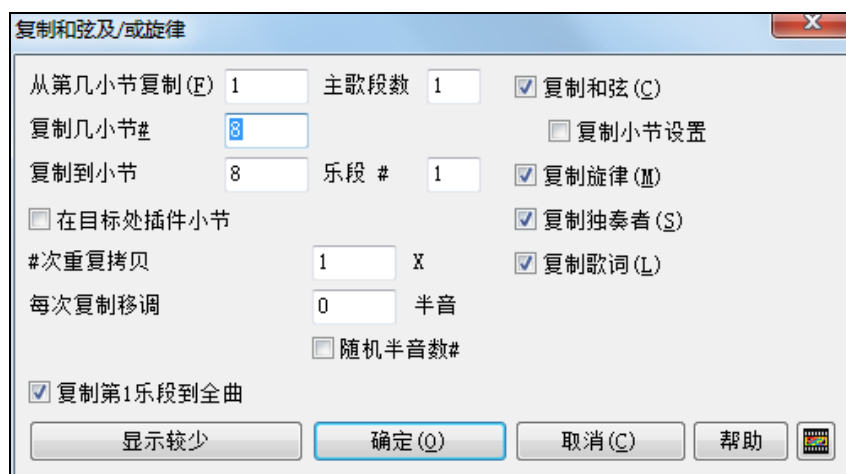 复制和弦及/或旋律
从第几小节复制(F) 1 主歌段数 1 复制和弦(C)
复制几小节# 8 复制小节设置
复制到小节 8 乐段 # 1 复制旋律(M)
在目标处插件小节 复制独奏者(S)
#次重复拷贝 1 X 复制歌词(L)
每次复制移调 0 半音
随机半音数#
复制第1乐段到全曲
显示较少 确定(O) 取消(C) 帮助